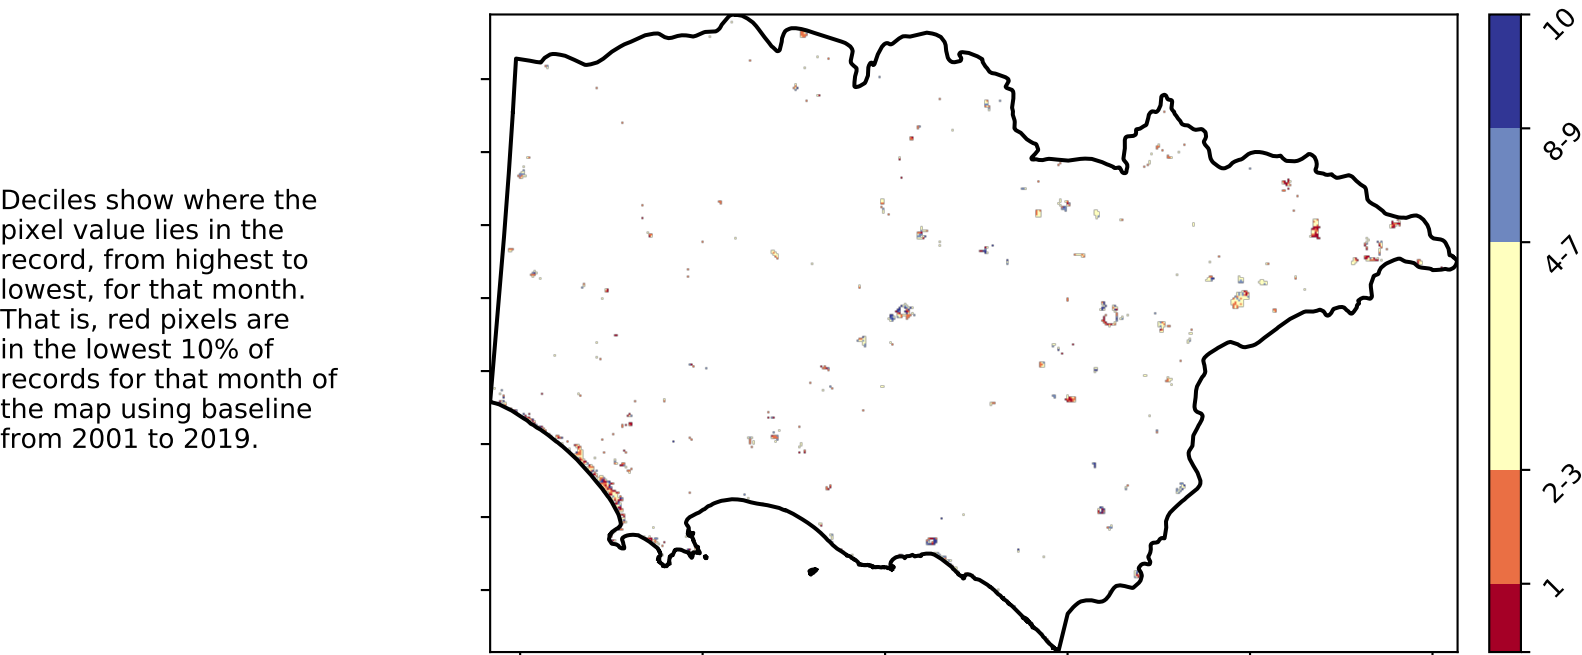 Deciles show where the
pixel value lies in the
record, from highest to
lowest, for that month.
That is, red pixels are
in the lowest 10% of
records for that month of
the map using baseline
from 2001 to 2019.
10
8-9
4-7
2-3
1